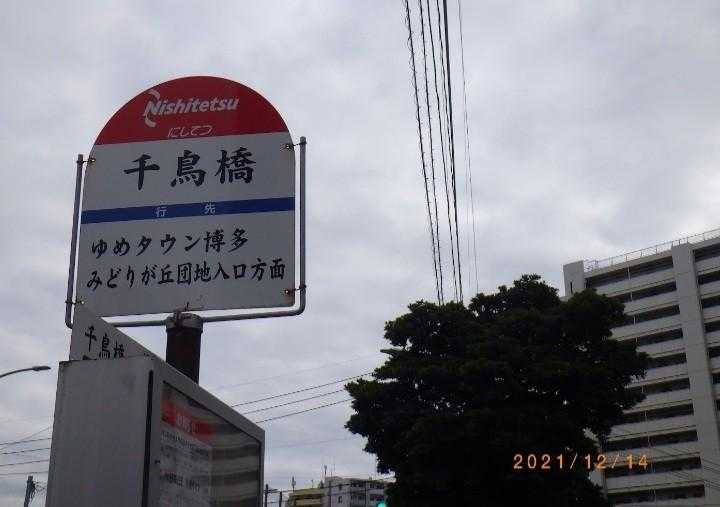 Nishitetsu
にしてつ
千鳥橋
行先
ゆめタウン博多
みどりが丘団地入口方面
千鳥橋
2021/12/14